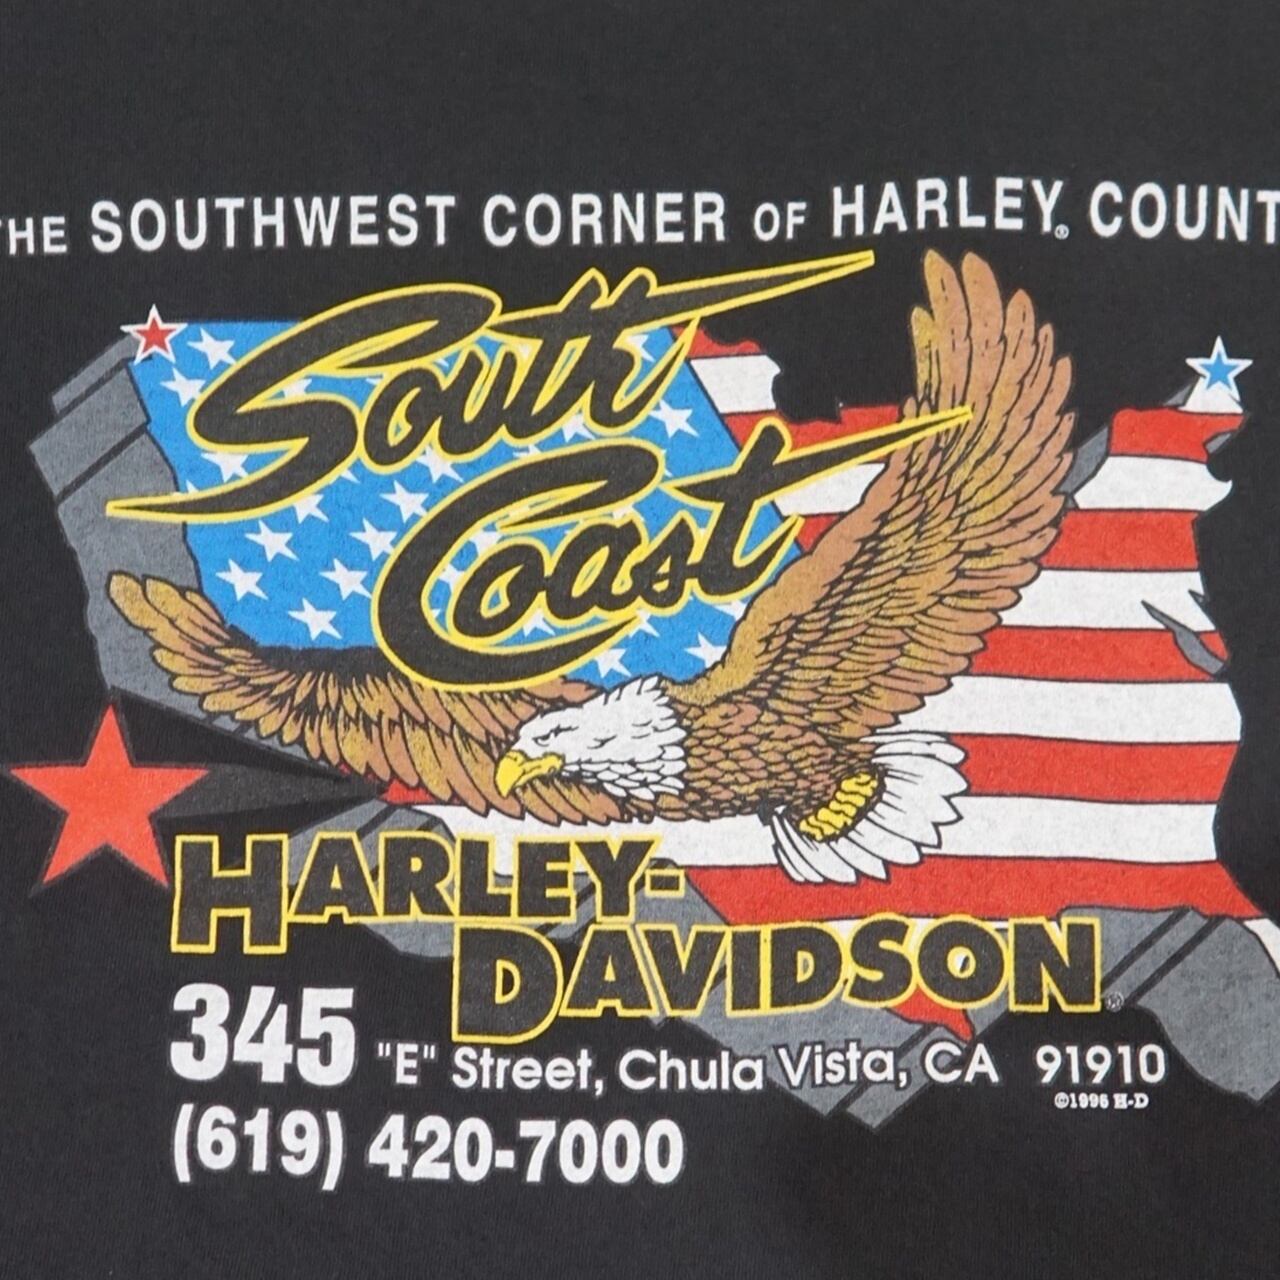 THE SOUTHWEST CORNER OF HARLEY® COUNT
South
Coast
HARLEY-
DAVIDSON®
345 "E" Street, Chula Vista, CA 91910
©1996 H-D
(619) 420-7000